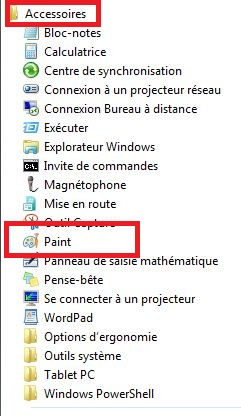 Accessoires
Bloc-notes
Calculatrice
Centre de synchronisation
Connexion à un projecteur réseau
Connexion Bureau à distance
Exécuter
Explorateur Windows
Invite de commandes
Magnétophone
Mise en route
Outil Capture
Paint
Panneau de saisie mathématique
Pense-bête
Se connecter à un projecteur
WordPad
Options d'ergonomie
Outils système
Tablet PC
Windows PowerShell